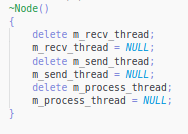 ~Node()
{
    delete m_recv_thread;
    m_recv_thread = NULL;
    delete m_send_thread;
    m_send_thread = NULL;
    delete m_process_thread;
    m_process_thread = NULL;
}